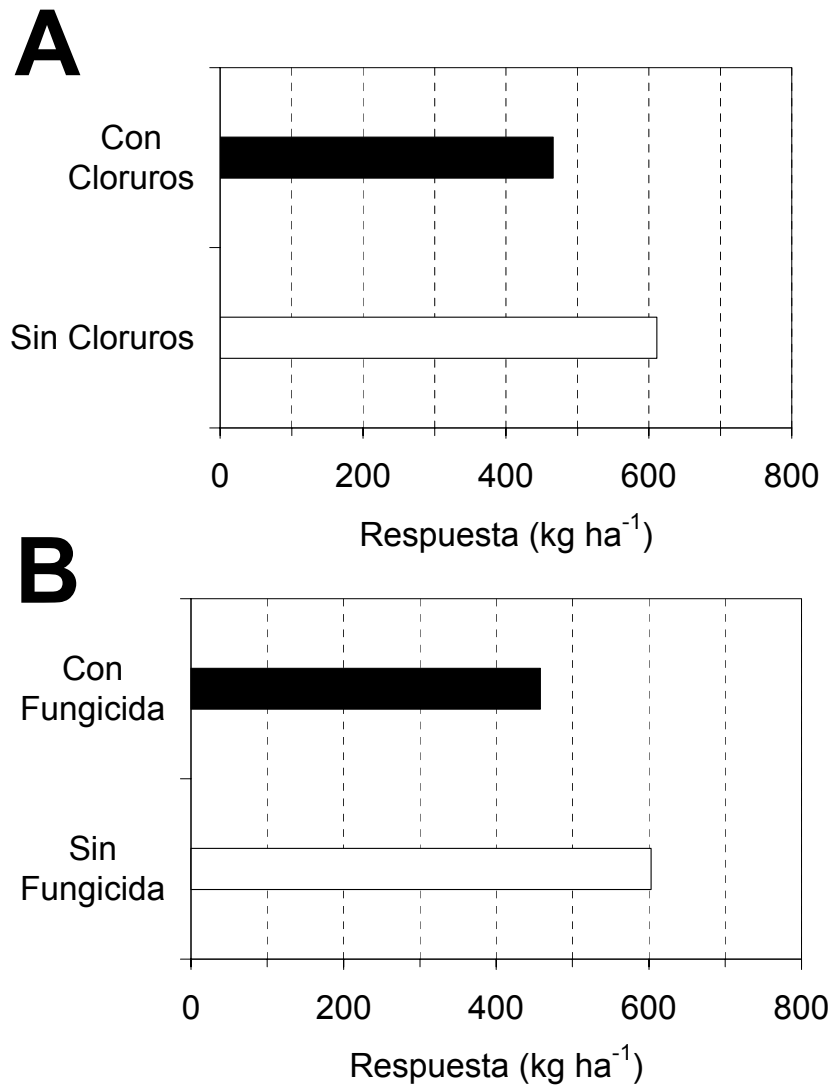 A
Con
Cloruros
Sin Cloruros
0 200 400 600 800
Respuesta (kg ha⁻¹)
B
Con
Fungicida
Sin
Fungicida
0 200 400 600 800
Respuesta (kg ha⁻¹)